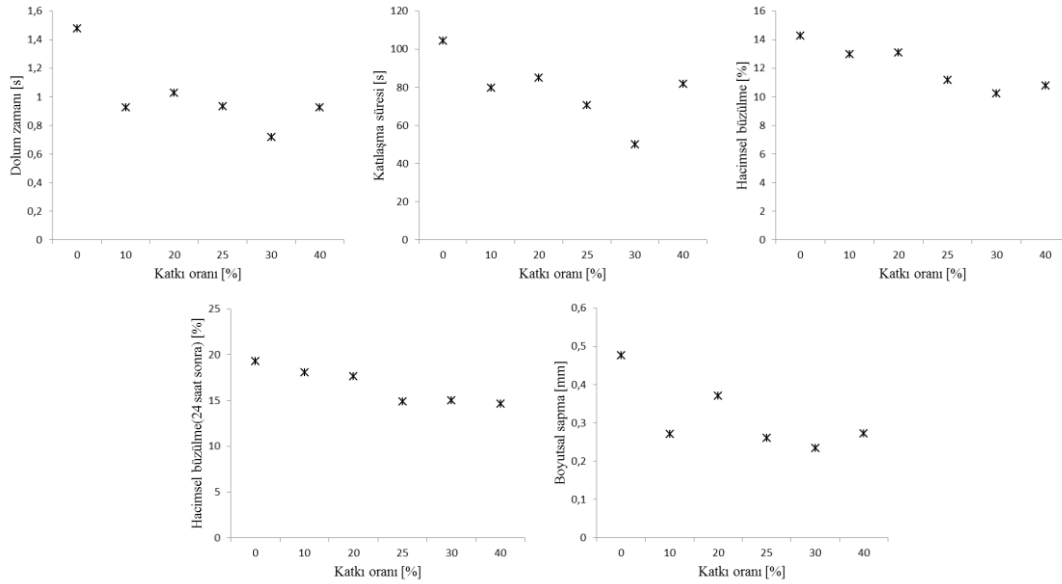 Dolum zamanı [s]
1,6
1,4
1,2
1
0,8
0,6
0,4
0,2
0
0 10 20 25 30 40
Katkı oranı [%]
Katılaşma süresi [s]
120
100
80
60
40
20
0
0 10 20 25 30 40
Katkı oranı [%]
Hacimsel büzülme [%]
16
14
12
10
8
6
4
2
0
0 10 20 25 30 40
Katkı oranı [%]
Hacimsel büzülme(24 saat sonra) [%]
25
20
15
10
5
0
0 10 20 25 30 40
Katkı oranı [%]
Boyutsal sapma [mm]
0,6
0,5
0,4
0,3
0,2
0,1
0
0 10 20 25 30 40
Katkı oranı [%]